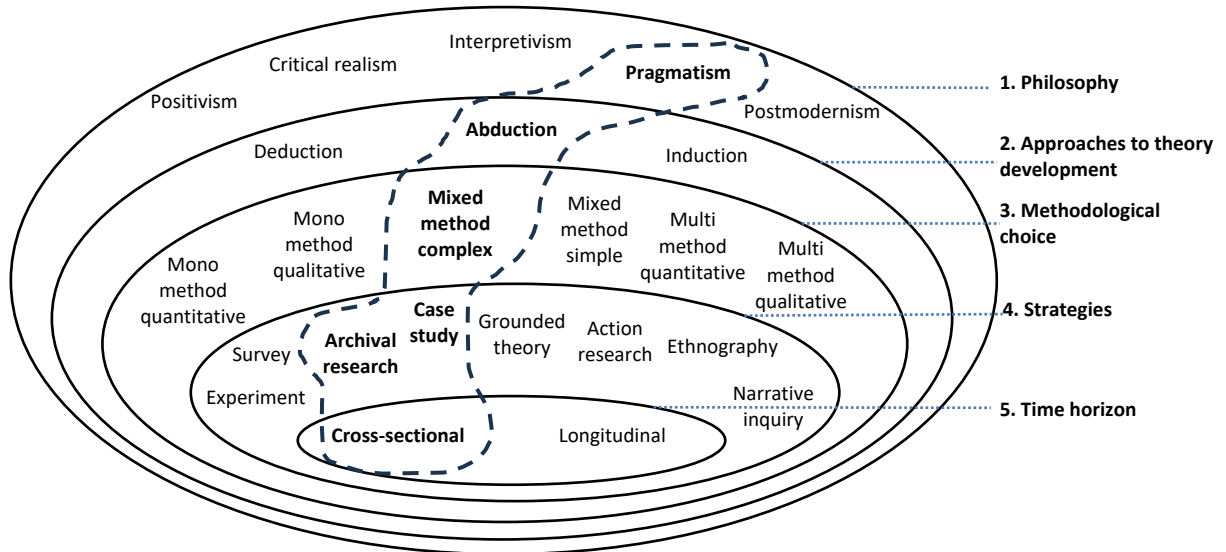 Interpretivism
Critical realism
Pragmatism
Positivism
Postmodernism
1. Philosophy
Abduction
Deduction
Induction
2. Approaches to theory
development
Mixed
method
complex
Mono
method
qualitative
Mixed
method
simple
Multi
method
quantitative
Mono
method
quantitative
Multi
method
qualitative
3. Methodological
choice
Case
study
Archival
research
Survey
Experiment
Grounded
theory
Action
research
Ethnography
Narrative
inquiry
4. Strategies
Cross-sectional
Longitudinal
5. Time horizon